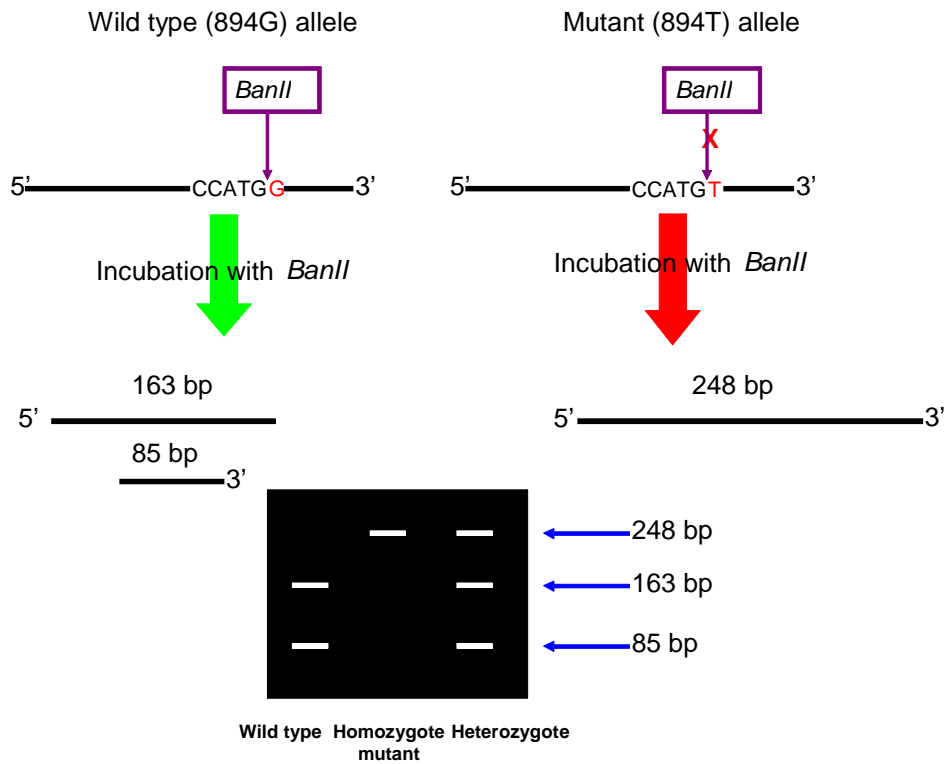 Wild type (894G) allele
Mutant (894T) allele
BanII
BanII
X
5’
CCATGG
3’
5’
CCATGT
3’
Incubation with BanII
Incubation with BanII
163 bp
248 bp
5’
5’
3’
85 bp
3’
248 bp
163 bp
85 bp
Wild type
Homozygote
mutant
Heterozygote